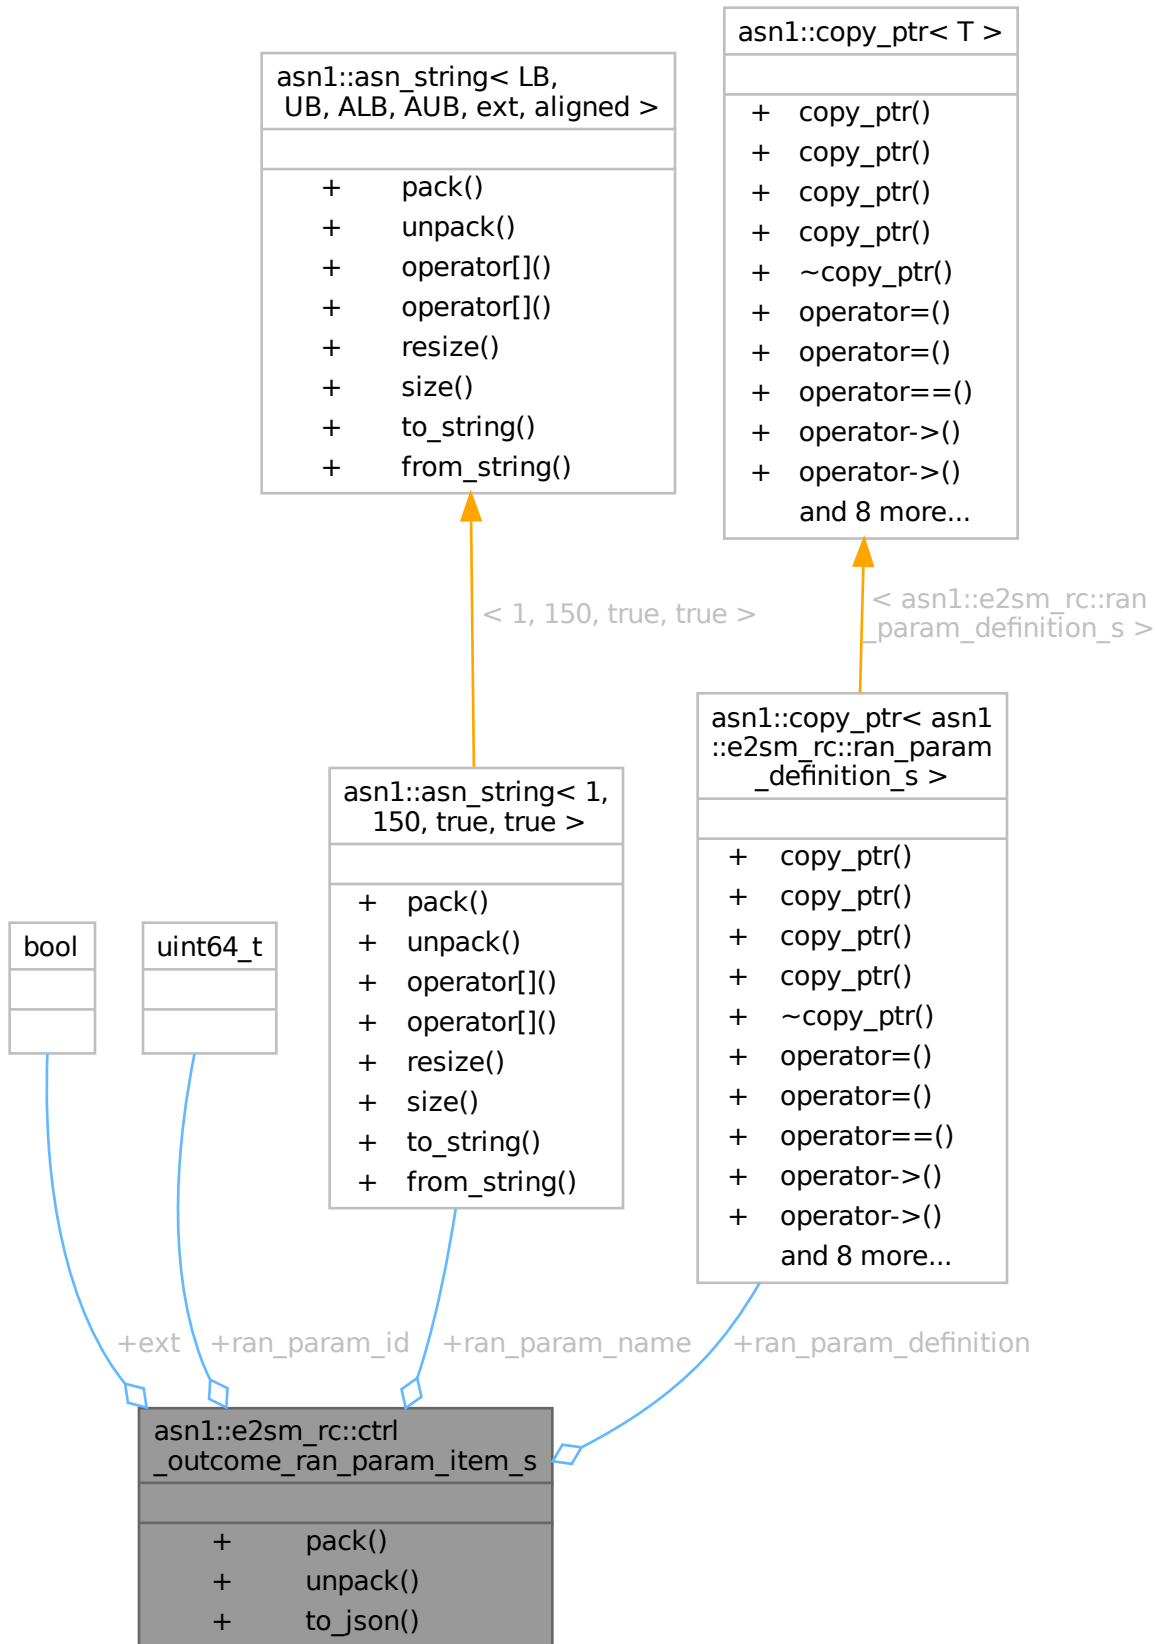 asn1::copy_ptr< T >
+ copy_ptr()
+ copy_ptr()
+ copy_ptr()
+ copy_ptr()
+ ~copy_ptr()
+ operator=()
+ operator=()
+ operator==()
+ operator->()
+ operator->()
and 8 more...
asn1::asn_string< LB,
UB, ALB, AUB, ext, aligned >
+ pack()
+ unpack()
+ operator[]()
+ operator[]()
+ resize()
+ size()
+ to_string()
+ from_string()
< 1, 150, true, true >
< asn1::e2sm_rc::ran
_param_definition_s >
asn1::copy_ptr< asn1
::e2sm_rc::ran_param
_definition_s >
+ copy_ptr()
+ copy_ptr()
+ copy_ptr()
+ copy_ptr()
+ ~copy_ptr()
+ operator=()
+ operator=()
+ operator==()
+ operator->()
+ operator->()
and 8 more...
asn1::asn_string< 1,
150, true, true >
+ pack()
+ unpack()
+ operator[]()
+ operator[]()
+ resize()
+ size()
+ to_string()
+ from_string()
bool
uint64_t
+ext
+ran_param_id
+ran_param_name
+ran_param_definition
asn1::e2sm_rc::ctrl
_outcome_ran_param_item_s
+ pack()
+ unpack()
+ to_json()